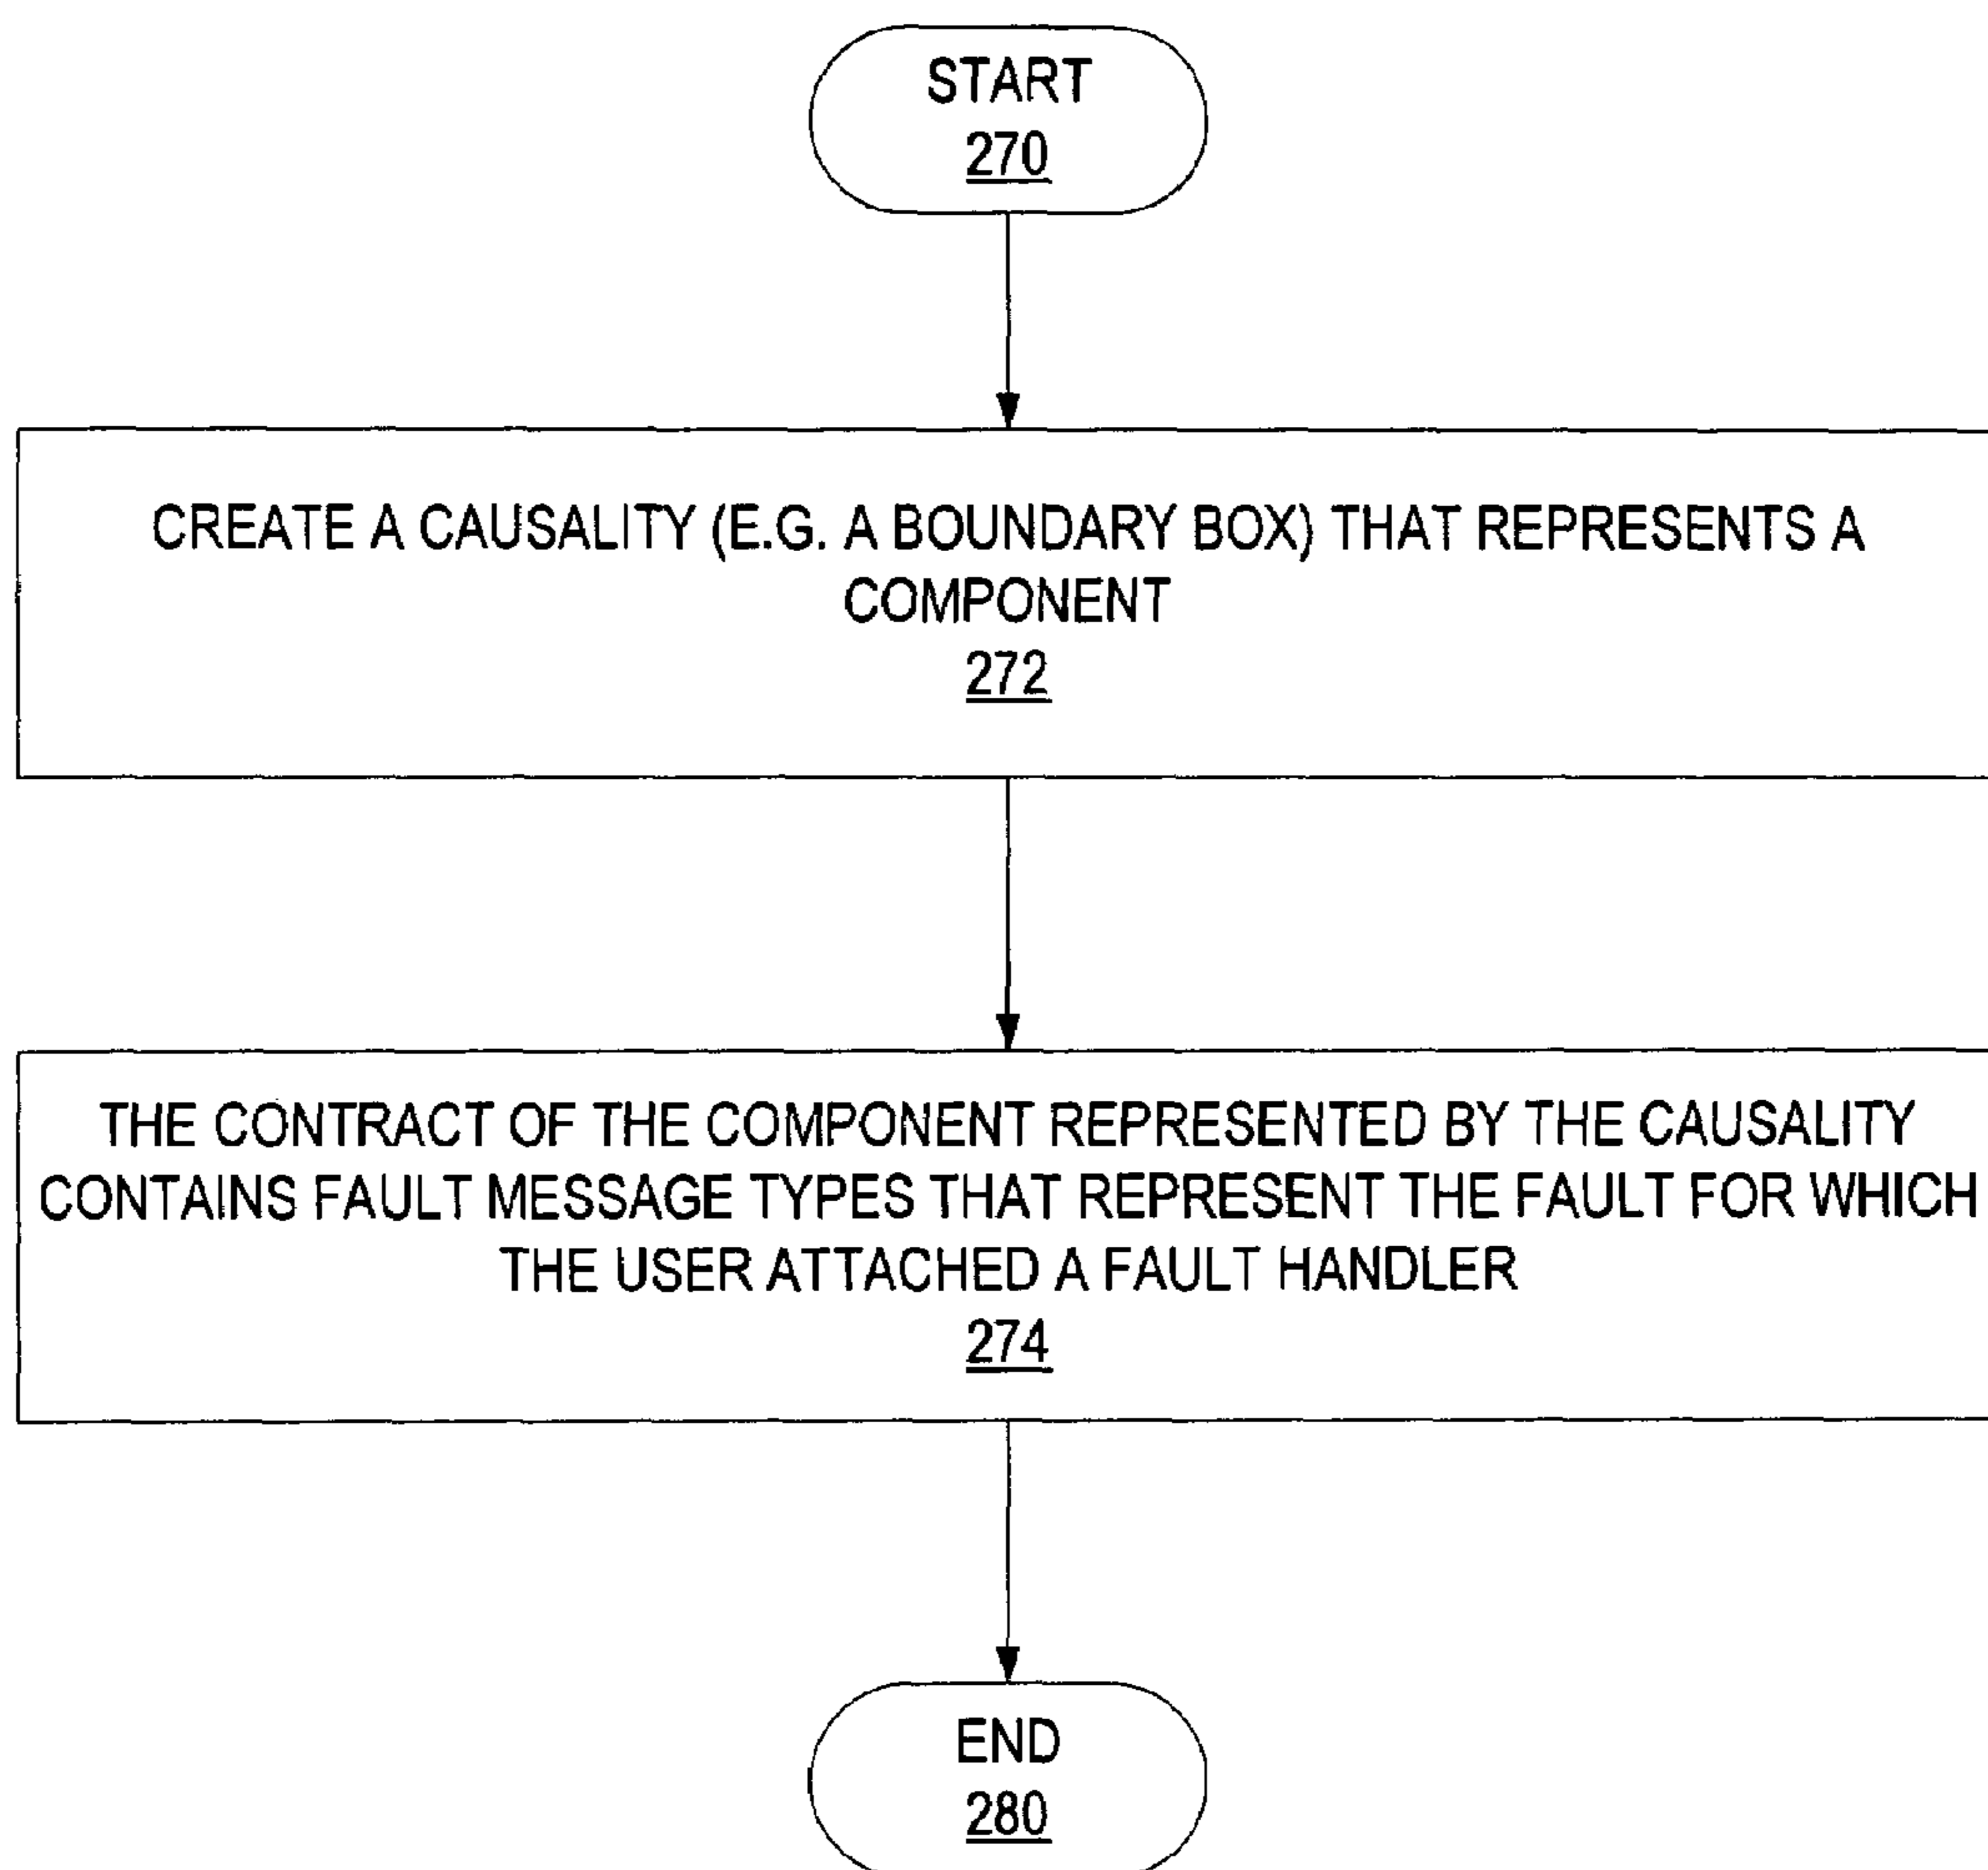 START
270
CREATE A CAUSALITY (E.G. A BOUNDARY BOX) THAT REPRESENTS A
COMPONENT
272
THE CONTRACT OF THE COMPONENT REPRESENTED BY THE CAUSALITY
CONTAINS FAULT MESSAGE TYPES THAT REPRESENT THE FAULT FOR WHICH
THE USER ATTACHED A FAULT HANDLER
274
END
280